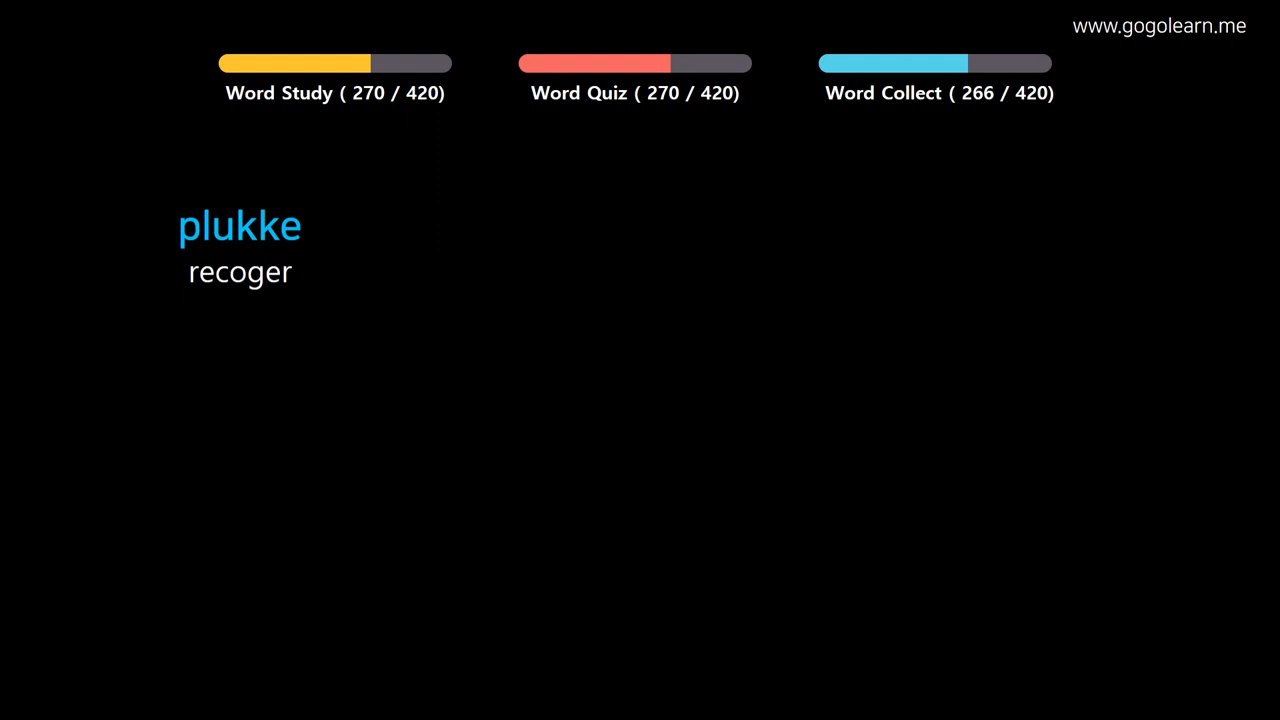 www.gogolearn.me
Word Study ( 270 / 420)
Word Quiz ( 270 / 420)
Word Collect ( 266 / 420)
plukke
recoger